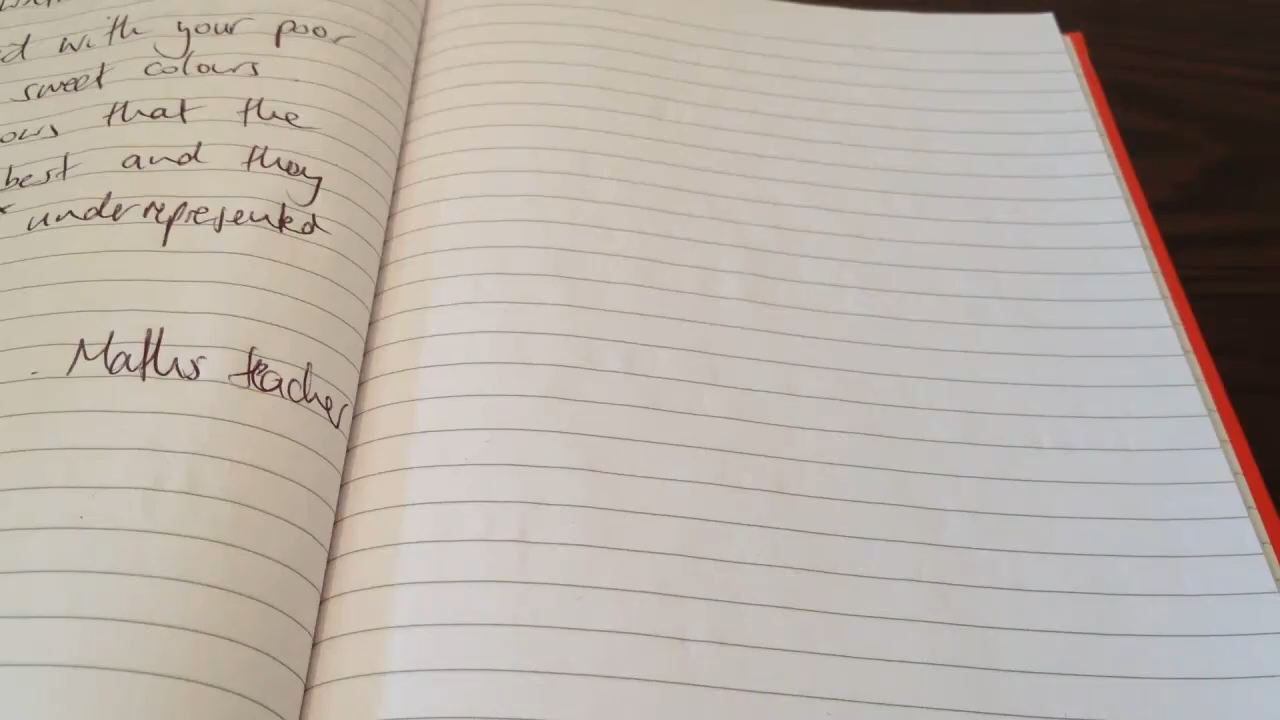 with your poor
sweet colours
that the
best and they
underrepresented
Maths teacher